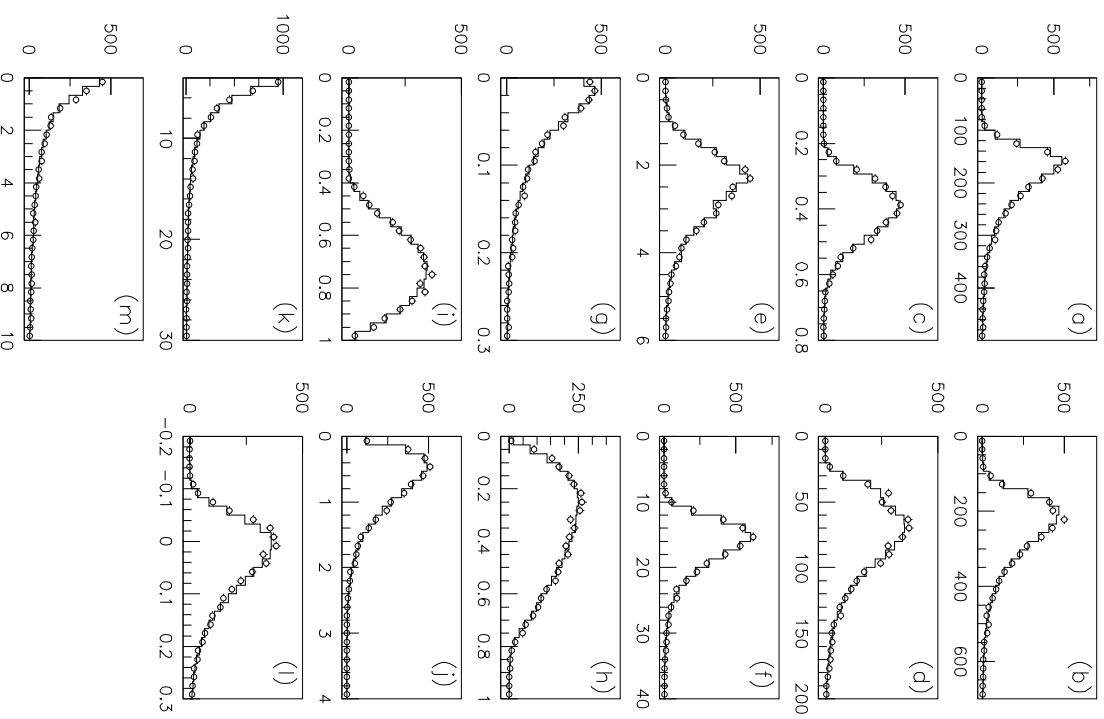 (a)
500
0
0 100 200 300 400
(b)
500
0
0 200 400 600
(c)
500
0
0 0.2 0.4 0.6 0.8
(d)
500
0
0 50 100 150 200
(e)
500
0
0 2 4 6
(f)
500
0
0 10 20 30 40
(g)
500
0
0 0.1 0.2 0.3
(h)
250
0
0 0.2 0.4 0.6 0.8 1
(i)
0
0 0.2 0.4 0.6 0.8 1
(j)
500
0
0 1 2 3 4
(k)
1000
0
10 20 30
(l)
500
0
−0.2 −0.1 0 0.1 0.2 0.3
(m)
500
0
0 2 4 6 8 10